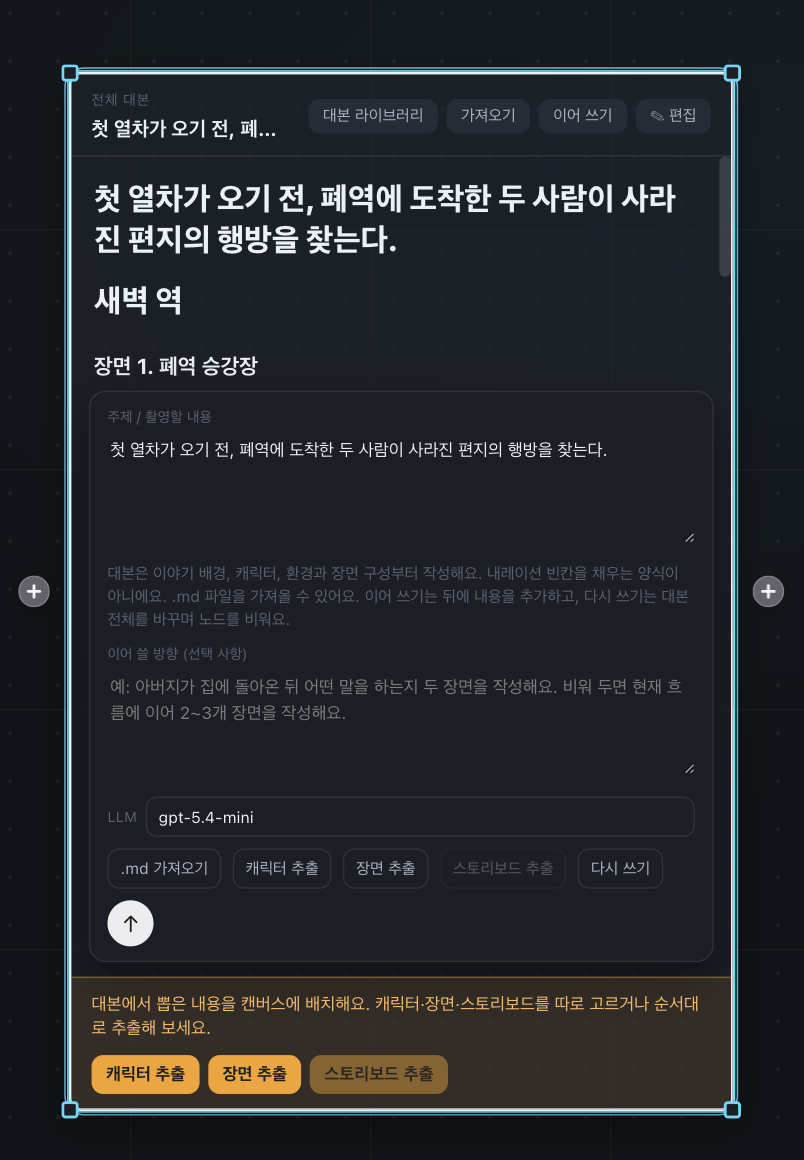 전체 대본
첫 열차가 오기 전, 폐...
대본 라이브러리
가져오기
이어 쓰기
✎ 편집
첫 열차가 오기 전, 폐역에 도착한 두 사람이 사라
진 편지의 행방을 찾는다.
새벽 역
장면 1. 폐역 승강장
주제 / 촬영할 내용
첫 열차가 오기 전, 폐역에 도착한 두 사람이 사라진 편지의 행방을 찾는다.
대본은 이야기 배경, 캐릭터, 환경과 장면 구성부터 작성해요. 내레이션 빈칸을 채우는 양식이
아니에요. .md 파일을 가져올 수 있어요. 이어 쓰기는 뒤에 내용을 추가하고, 다시 쓰기는 대본
전체를 바꾸며 노드를 비워요.
이어 쓸 방향 (선택 사항)
예: 아버지가 집에 돌아온 뒤 어떤 말을 하는지 두 장면을 작성해요. 비워 두면 현재 흐
름에 이어 2~3개 장면을 작성해요.
LLM
gpt-5.4-mini
.md 가져오기
캐릭터 추출
장면 추출
스토리보드 추출
다시 쓰기
대본에서 뽑은 내용을 캔버스에 배치해요. 캐릭터·장면·스토리보드를 따로 고르거나 순서대
로 추출해 보세요.
캐릭터 추출
장면 추출
스토리보드 추출